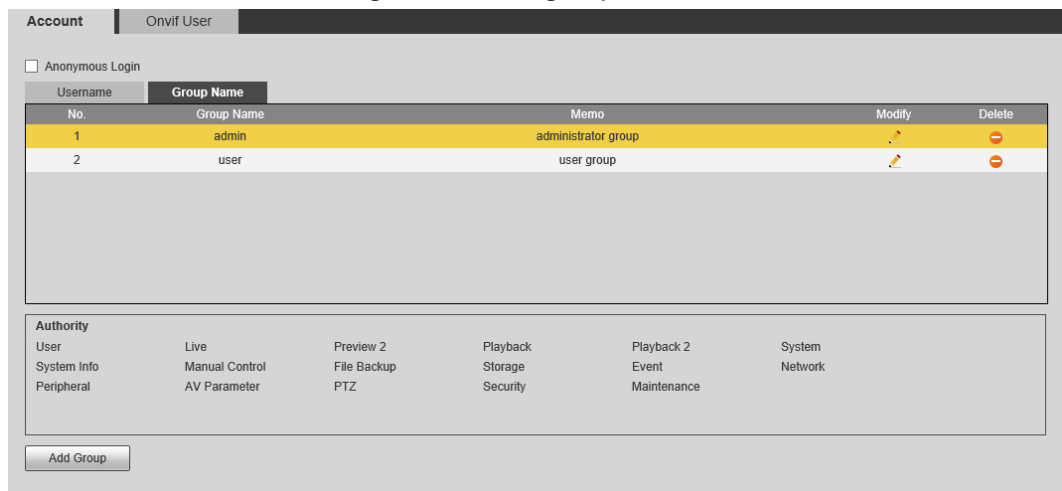 Account Onvif User
Anonymous Login
Username Group Name
No. Group Name Memo Modify Delete
1 admin administrator group
2 user user group
Authority
User Live Preview 2 Playback Playback 2 System
System Info Manual Control File Backup Storage Event Network
Peripheral AV Parameter PTZ Security Maintenance
Add Group